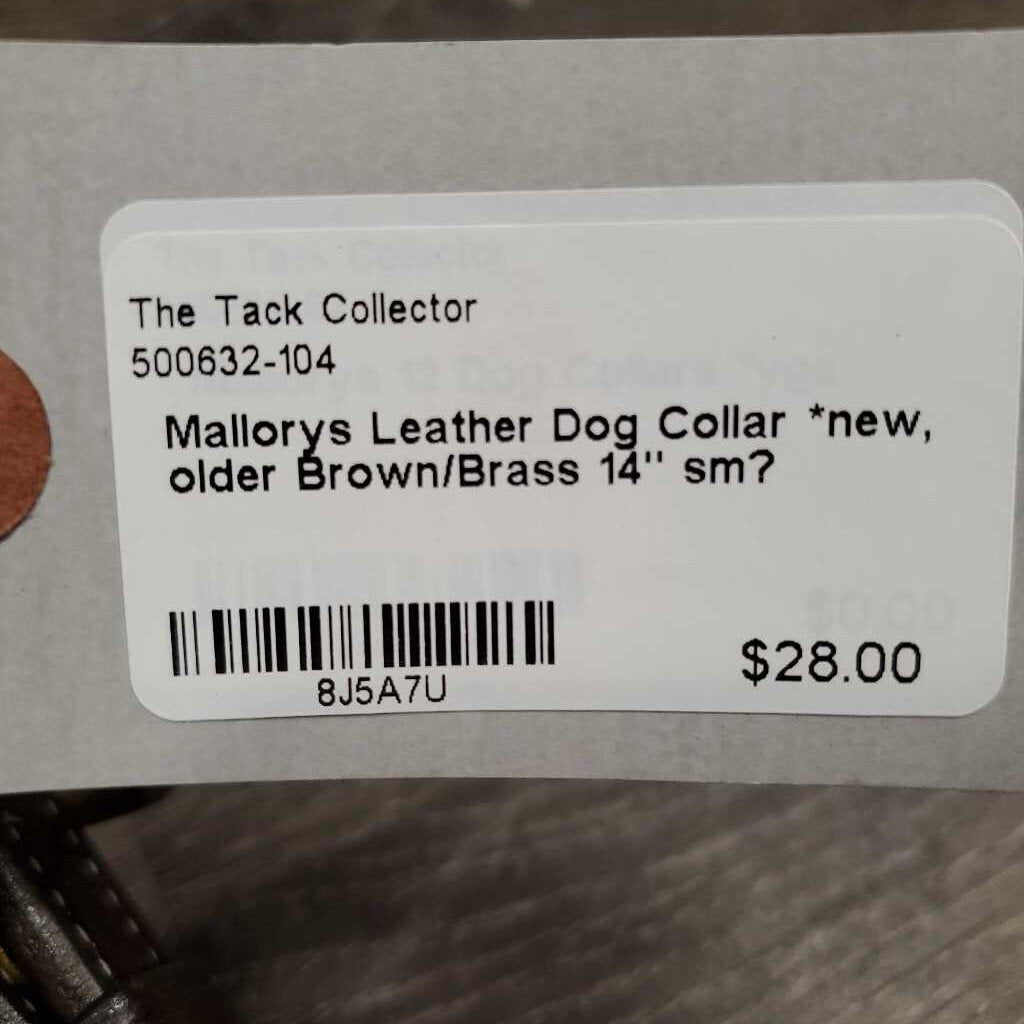 The Tack Collector
500632-104
Mallorys Leather Dog Collar *new,
older Brown/Brass 14" sm?
8J5A7U
$28.00